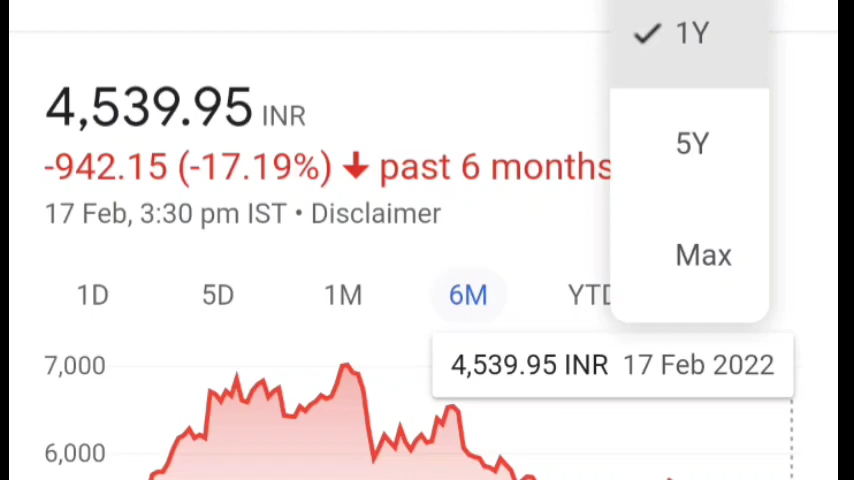 1Y
4,539.95 INR
-942.15 (-17.19%) ↓ past 6 months
5Y
17 Feb, 3:30 pm IST • Disclaimer
Max
1D 5D 1M 6M YTD
7,000
4,539.95 INR 17 Feb 2022
6,000